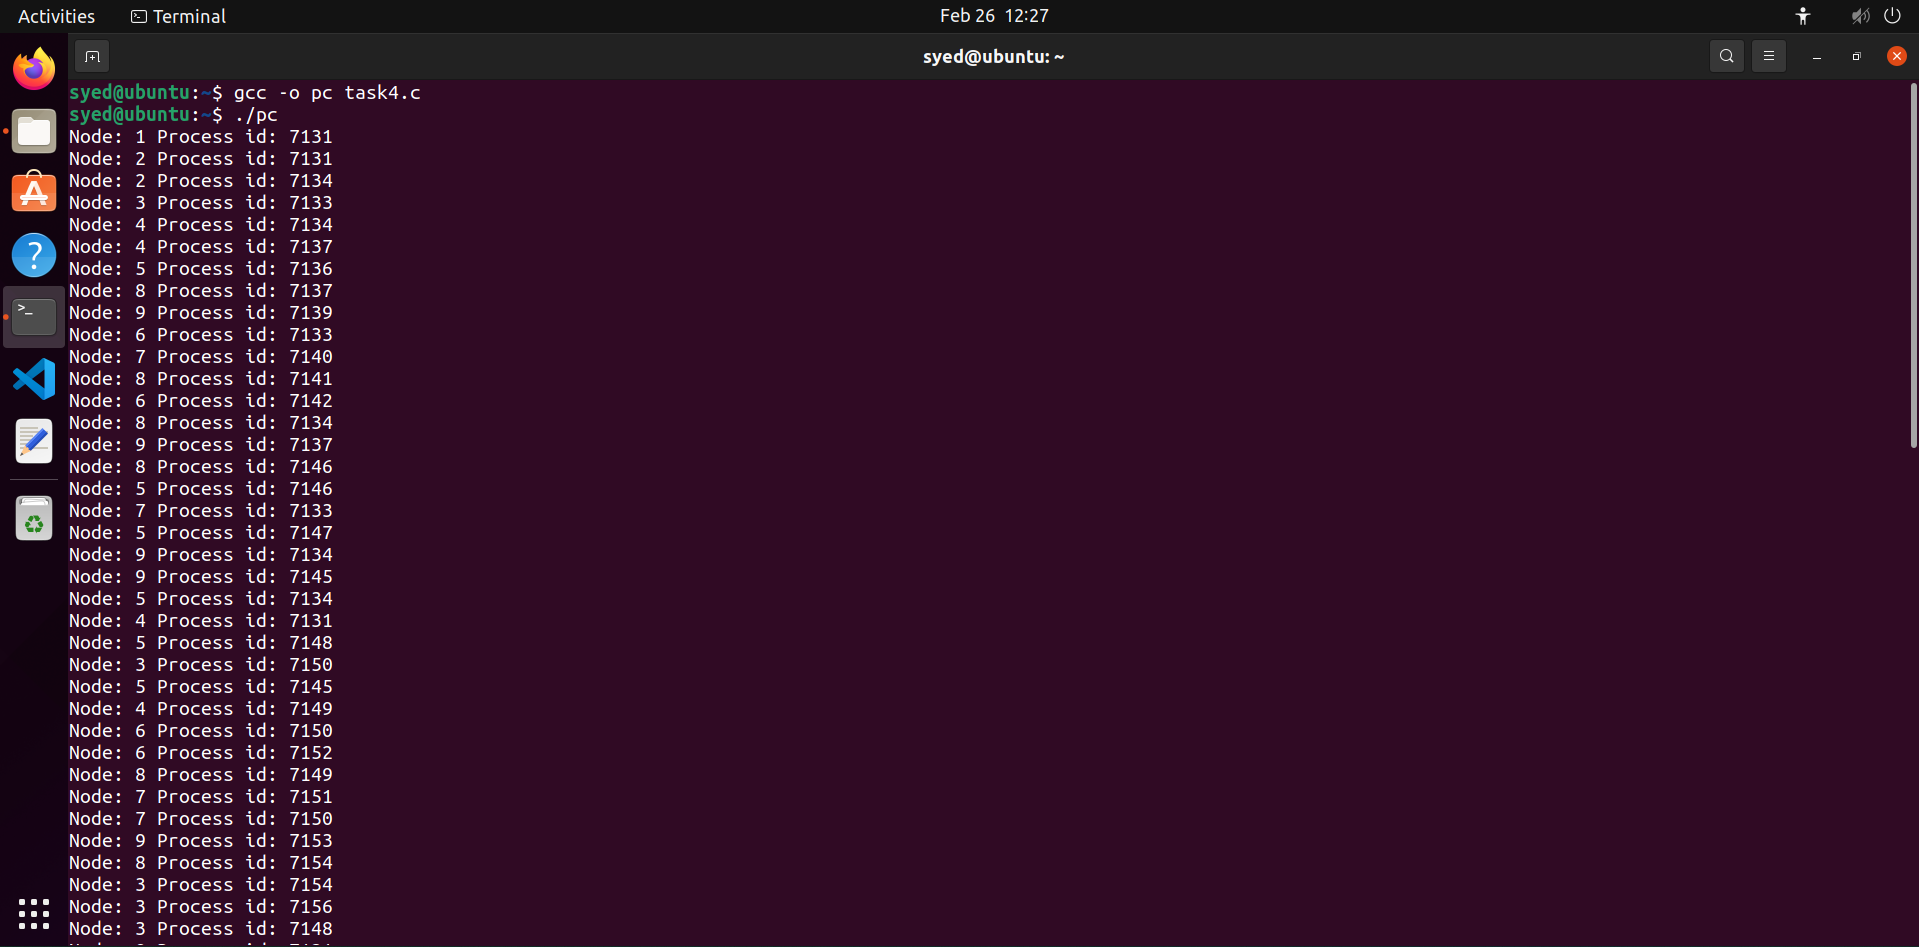 Activities
Terminal
Feb 26 12:27
syed@ubuntu: ~
syed@ubuntu:~$ gcc -o pc task4.c
syed@ubuntu:~$ ./pc
Node: 1 Process id: 7131
Node: 2 Process id: 7131
Node: 2 Process id: 7134
Node: 3 Process id: 7133
Node: 4 Process id: 7134
Node: 4 Process id: 7137
Node: 5 Process id: 7136
Node: 8 Process id: 7137
Node: 9 Process id: 7139
Node: 6 Process id: 7133
Node: 7 Process id: 7140
Node: 8 Process id: 7141
Node: 6 Process id: 7142
Node: 8 Process id: 7134
Node: 9 Process id: 7137
Node: 8 Process id: 7146
Node: 5 Process id: 7146
Node: 7 Process id: 7133
Node: 5 Process id: 7147
Node: 9 Process id: 7134
Node: 9 Process id: 7145
Node: 5 Process id: 7134
Node: 4 Process id: 7131
Node: 5 Process id: 7148
Node: 3 Process id: 7150
Node: 5 Process id: 7145
Node: 4 Process id: 7149
Node: 6 Process id: 7150
Node: 6 Process id: 7152
Node: 8 Process id: 7149
Node: 7 Process id: 7151
Node: 7 Process id: 7150
Node: 9 Process id: 7153
Node: 8 Process id: 7154
Node: 3 Process id: 7154
Node: 3 Process id: 7156
Node: 3 Process id: 7148